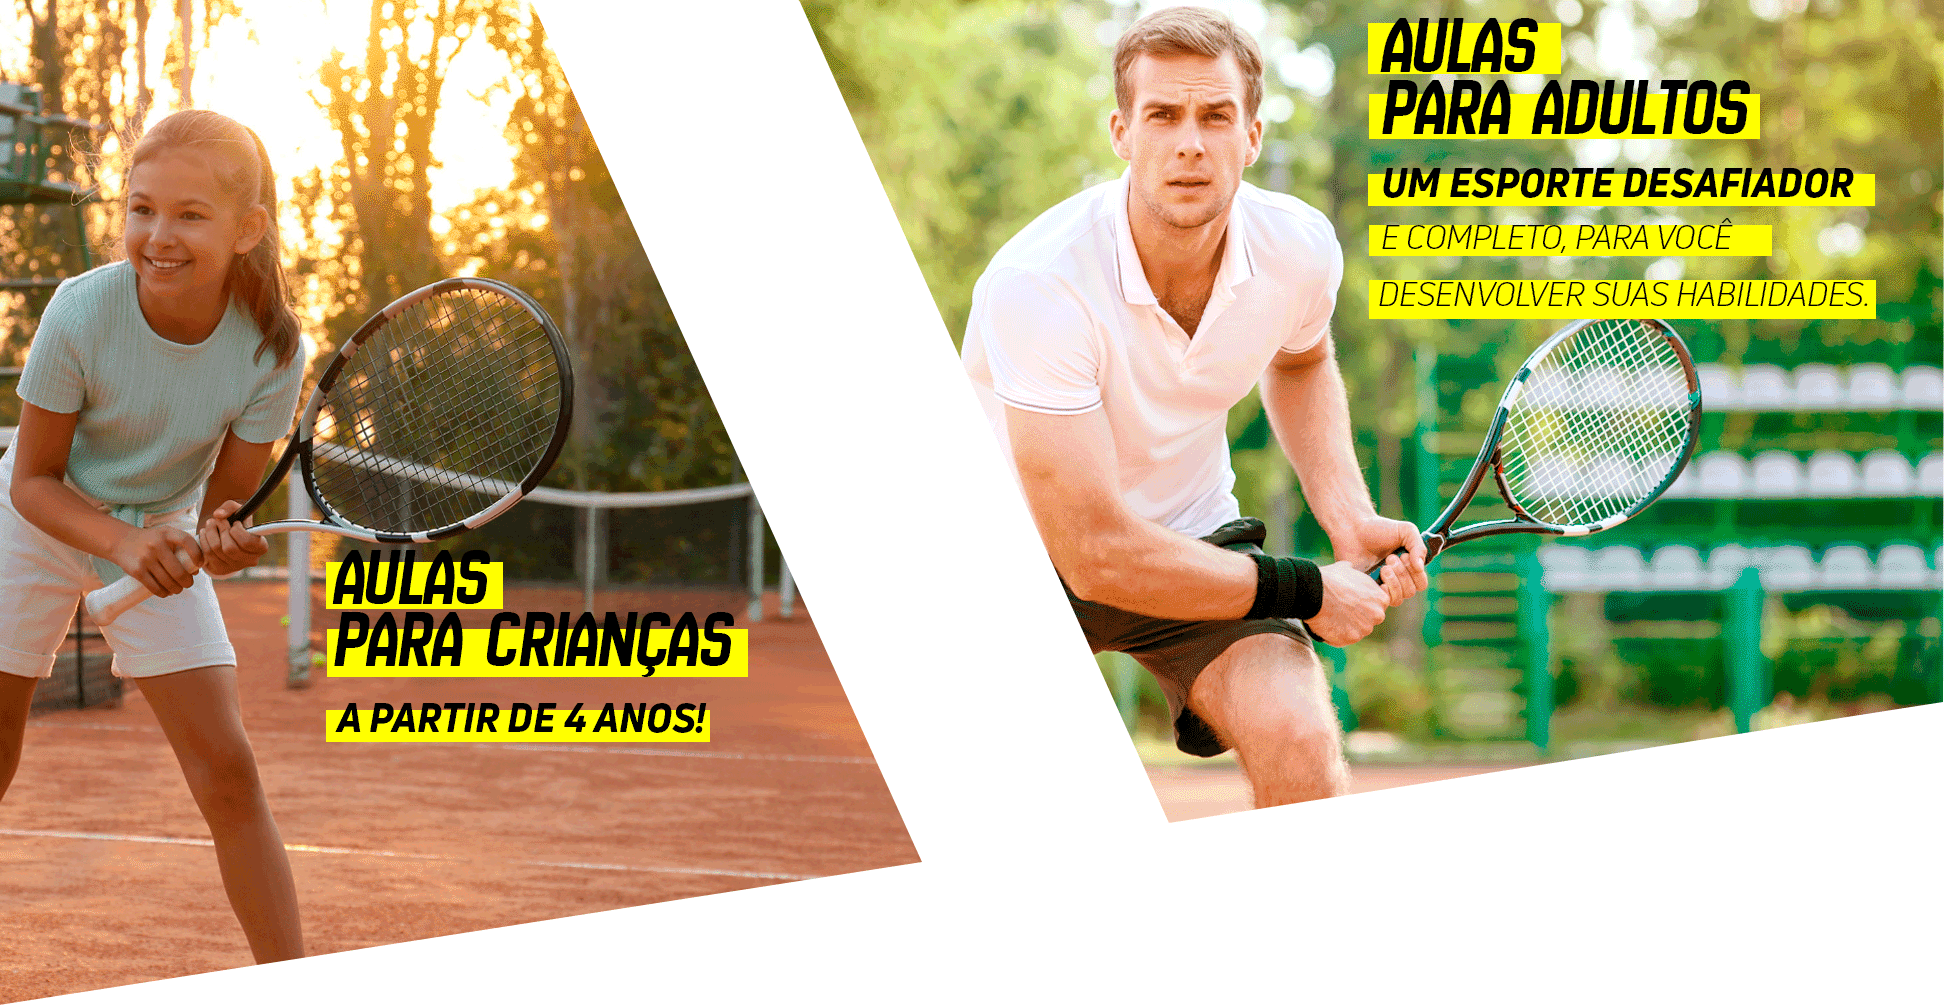 AULAS
PARA CRIANÇAS
A PARTIR DE 4 ANOS!
AULAS
PARA ADULTOS
UM ESPORTE DESAFIADOR
E COMPLETO, PARA VOCÊ
DESENVOLVER SUAS HABILIDADES.